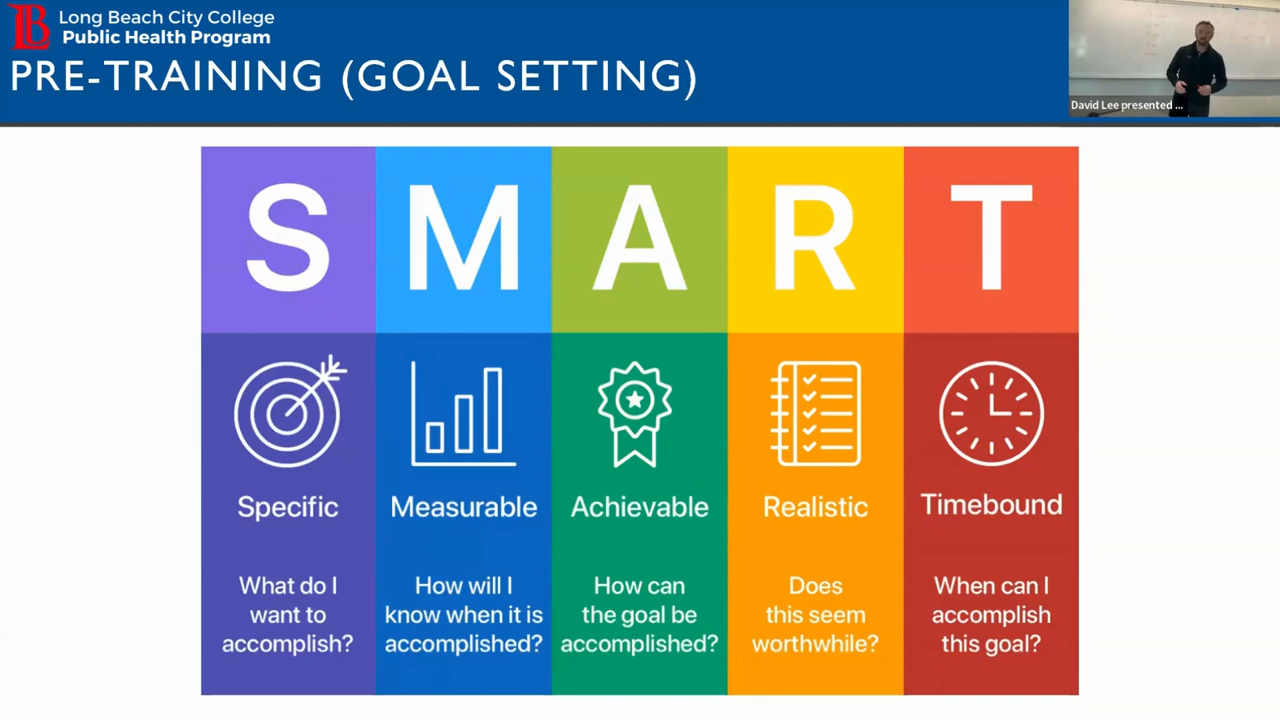 LB
Long Beach City College
Public Health Program
PRE-TRAINING (GOAL SETTING)
David Lee presented ...
S M A R T
Specific
What do I
want to
accomplish?
Measurable
How will I
know when it is
accomplished?
Achievable
How can
the goal be
accomplished?
Realistic
Does
this seem
worthwhile?
Timebound
When can I
accomplish
this goal?